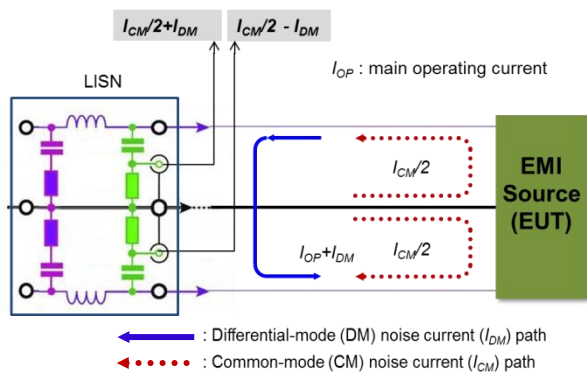 I_CM/2+I_DM
I_CM/2 - I_DM
I_OP : main operating current
LISN
I_CM/2
EMI
Source
(EUT)
I_OP+I_DM
I_CM/2
: Differential-mode (DM) noise current (I_DM) path
: Common-mode (CM) noise current (I_CM) path